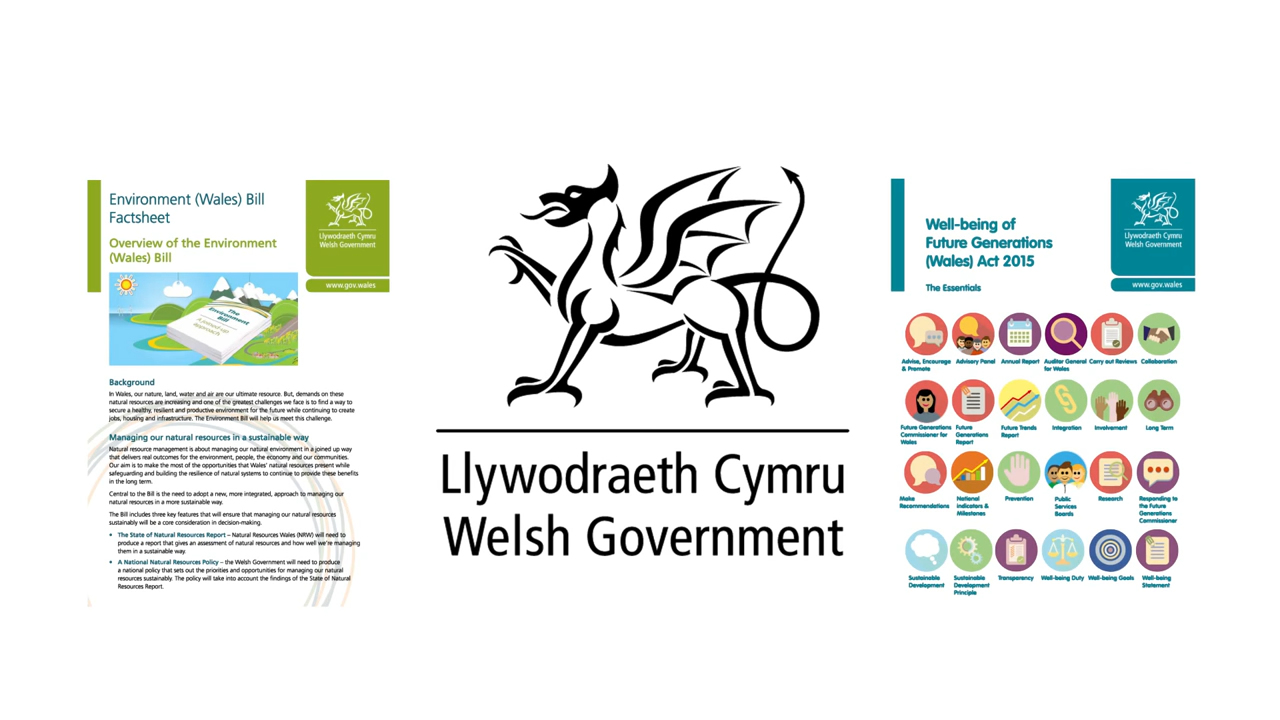 Environment (Wales) Bill
Factsheet
Overview of the Environment
(Wales) Bill
Llywodraeth Cymru
Welsh Government
www.gov.wales
The
Environment
Bill
Background
In Wales, our nature, land, water and air are our ultimate resource. But, demands on these
natural resources are increasing and one of the greatest challenges we face is to find a way to
secure a healthy, resilient and productive environment for the future while continuing to create
jobs, housing and infrastructure. The Environment Bill will help us meet this challenge.
Managing our natural resources in a sustainable way
Natural resource management is about managing our natural environment in a joined up way
that delivers real outcomes for the environment, people, the economy and our communities.
Our aim is to make the most of the opportunities that Wales' natural resources present while
safeguarding and building the resilience of natural systems to continue to provide these benefits
in the long term.
Central to the Bill is the need to adopt a new, more integrated, approach to managing our
natural resources in a more sustainable way.
The Bill includes three key features that will ensure that managing our natural resources
sustainably will be a core consideration in decision-making.
• The State of Natural Resources Report – Natural Resources Wales (NRW) will need to
produce a report that gives an assessment of natural resources and how well we're managing
them in a sustainable way.
• A National Natural Resources Policy – the Welsh Government will need to produce
a national policy that sets out the priorities and opportunities for managing our natural
resources sustainably. The policy will take into account the findings of the State of Natural
Resources Report.
Llywodraeth Cymru
Welsh Government
Well-being of
Future Generations
(Wales) Act 2015
The Essentials
Llywodraeth Cymru
Welsh Government
www.gov.wales
Advise, Encourage
& Promote
Advisory Panel
Annual Report
Auditor General
for Wales
Carry out Reviews
Collaboration
Future Generations
Commissioner for
Wales
Future
Generations
Report
Future Trends
Report
Integration
Involvement
Long Term
Make
Recommendations
National
Indicators &
Milestones
Prevention
Public
Services
Boards
Research
Responding to
the Future
Generations
Commissioner
Sustainable
Development
Sustainable
Development
Principle
Transparency
Well-being Duty
Well-being Goals
Well-being
Statement